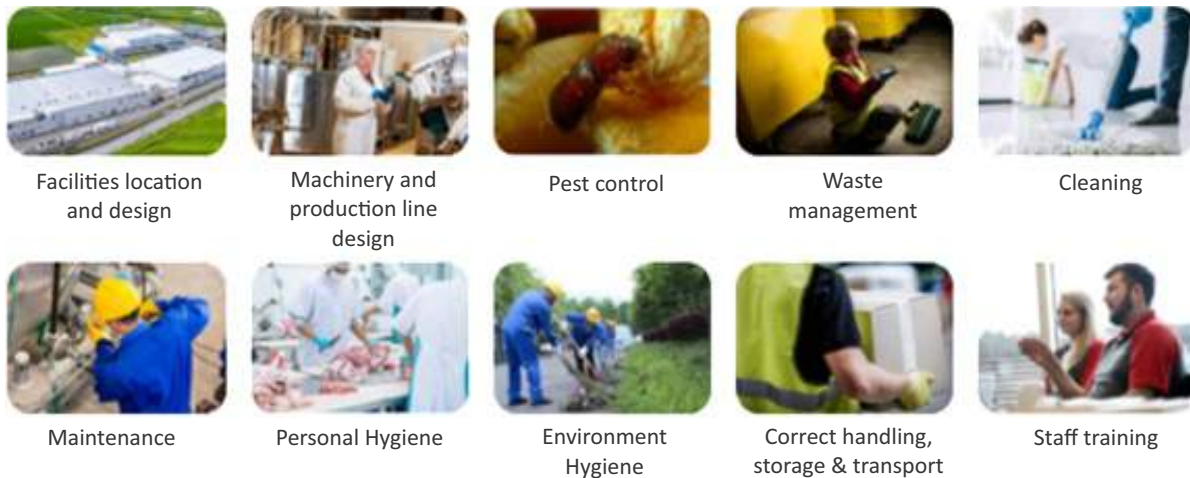 Facilities location
and design
Machinery and
production line
design
Pest control
Waste
management
Cleaning
Maintenance
Personal Hygiene
Environment
Hygiene
Correct handling,
storage & transport
Staff training